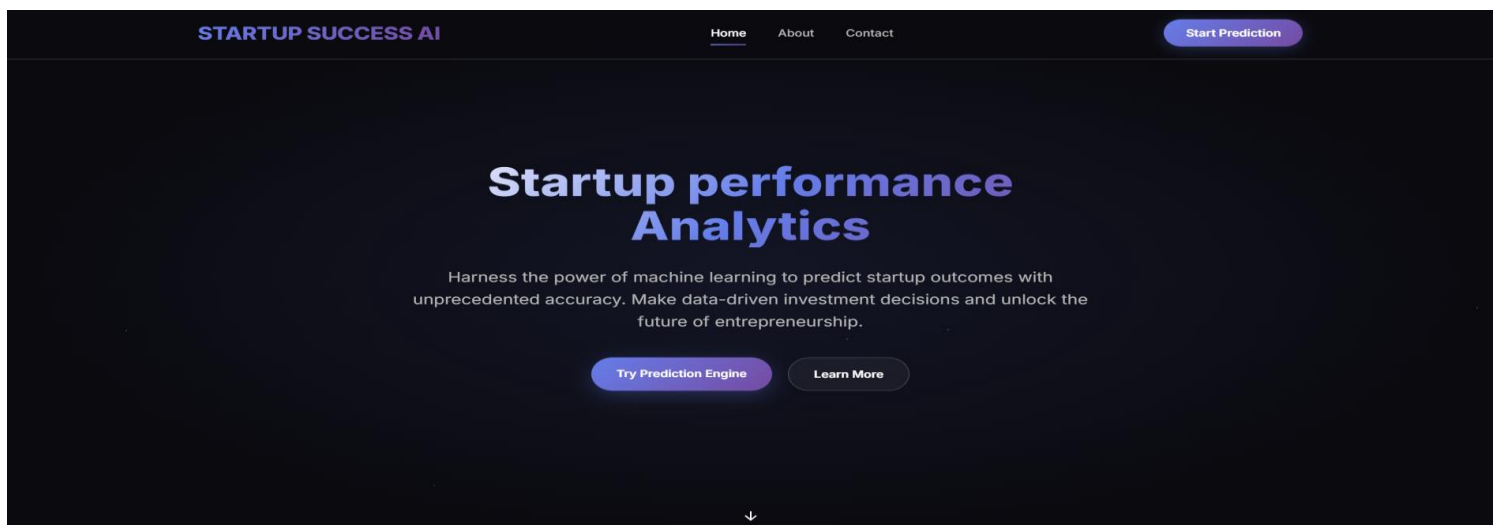 STARTUP SUCCESS AI
Home
About
Contact
Start Prediction
Startup performance
Analytics
Harness the power of machine learning to predict startup outcomes with
unprecedented accuracy. Make data-driven investment decisions and unlock the
future of entrepreneurship.
Try Prediction Engine
Learn More